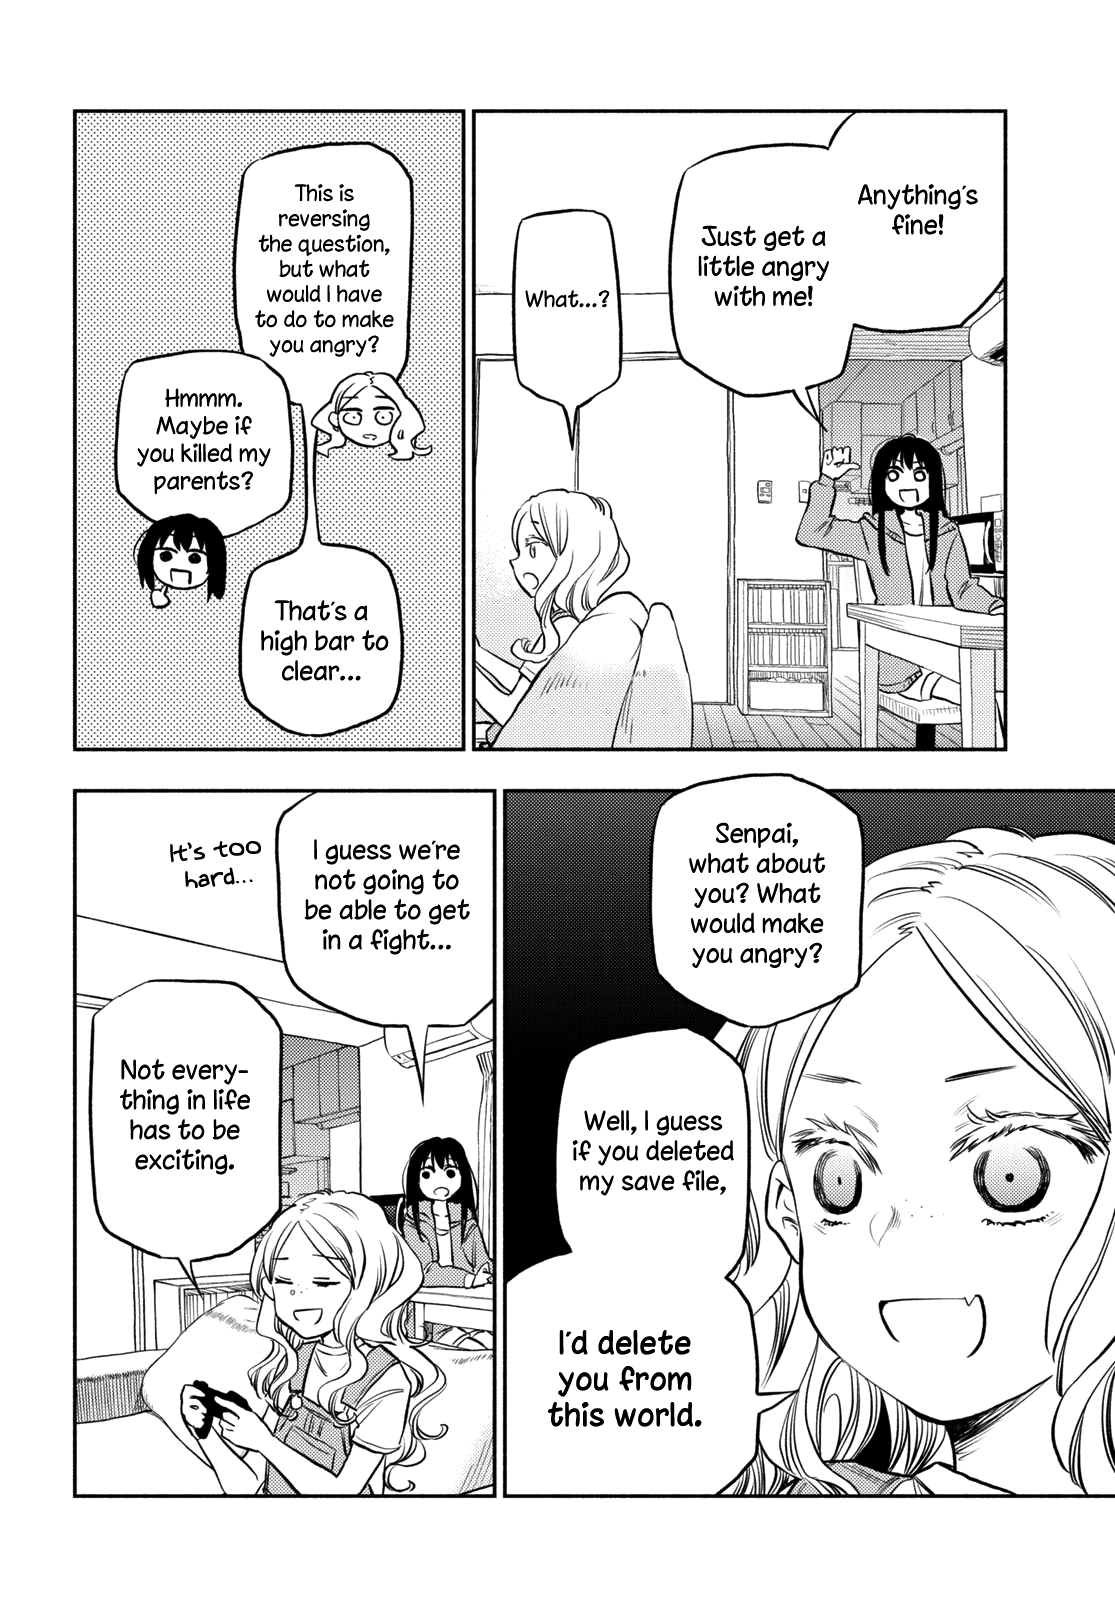 Anything's
fine!
Just get a
little angry
with me!
What...?
This is
reversing
the question,
but what
would I have
to do to make
you angry?
Hmmm.
Maybe if
you killed my
parents?
That's a
high bar to
clear...
Senpai,
what about
you? What
would make
you angry?
Well, I guess
if you deleted
my save file,
I'd delete
you from
this world.
I guess we're
not going to
be able to get
in a fight...
It's too
hard...
Not every-
thing in life
has to be
exciting.